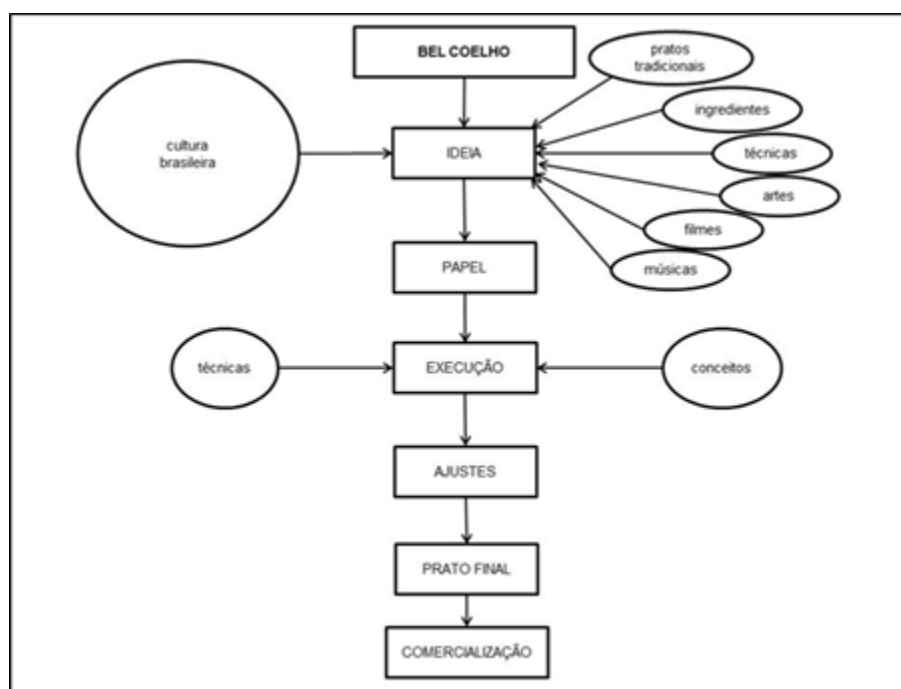 BEL COELHO
pratos
tradicionais
ingredientes
cultura
brasileira
IDEIA
técnicas
artes
filmes
músicas
PAPEL
técnicas
EXECUÇÃO
conceitos
AJUSTES
PRATO FINAL
COMERCIALIZAÇÃO